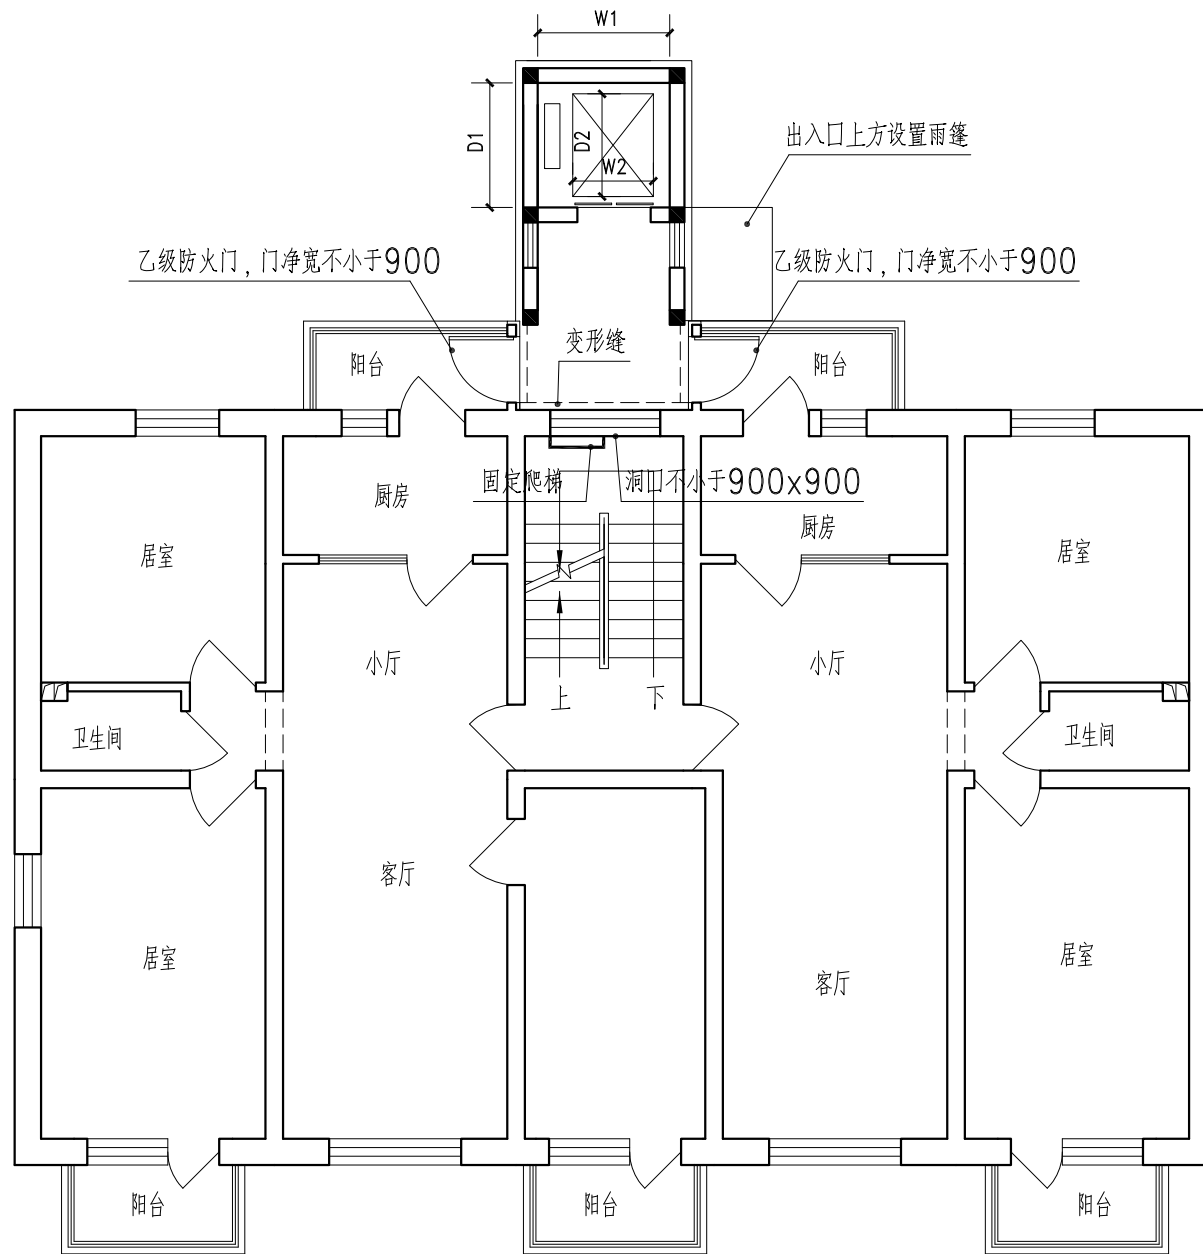 W1
D1
D2
W2
出入口上方设置雨篷
乙级防火门，门净宽不小于900
乙级防火门，门净宽不小于900
变形缝
阳台
阳台
固定爬梯
洞口不小于900x900
厨房
厨房
居室
居室
小厅
小厅
上
下
卫生间
卫生间
客厅
居室
居室
客厅
阳台
阳台
阳台